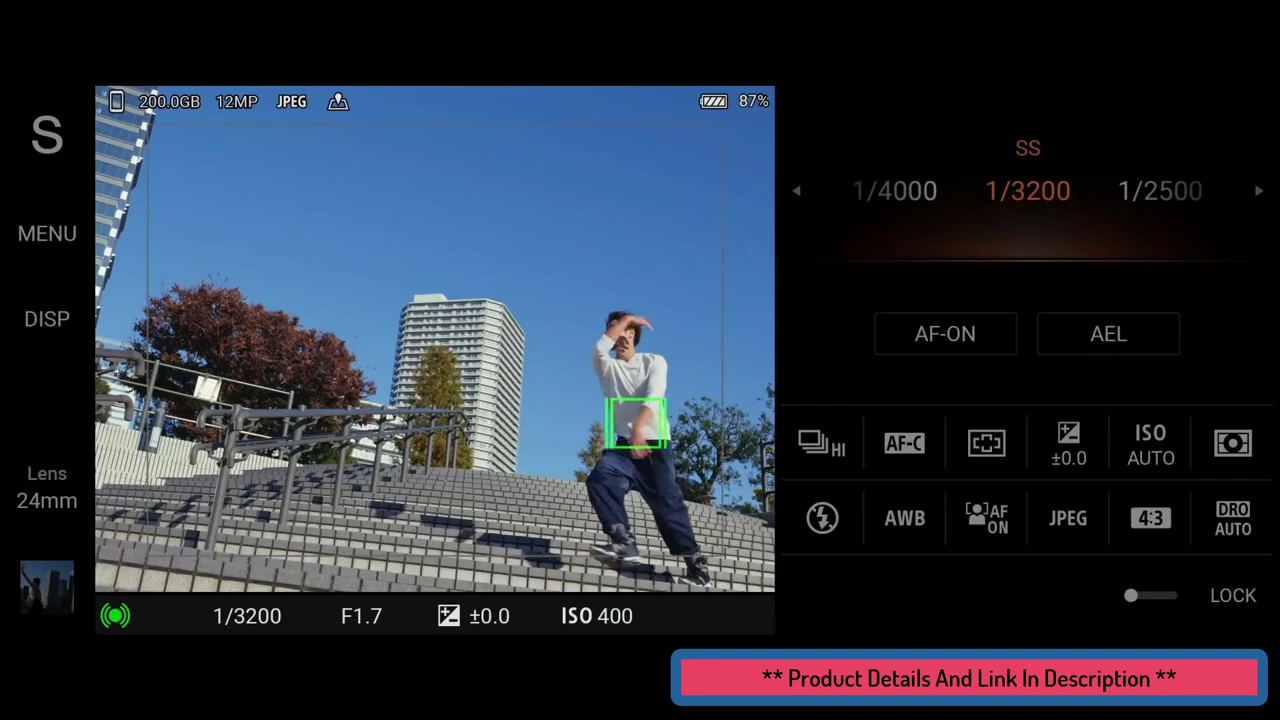 S
MENU
DISP
Lens
24mm
200.0GB 12MP JPEG 87%
1/3200 F1.7 ±0.0 ISO 400
SS
1/4000 1/3200 1/2500
AF-ON AEL
HI AF-C ±0.0 ISO AUTO
AWB AF ON JPEG 4:3 DRO AUTO
LOCK
** Product Details And Link In Description **